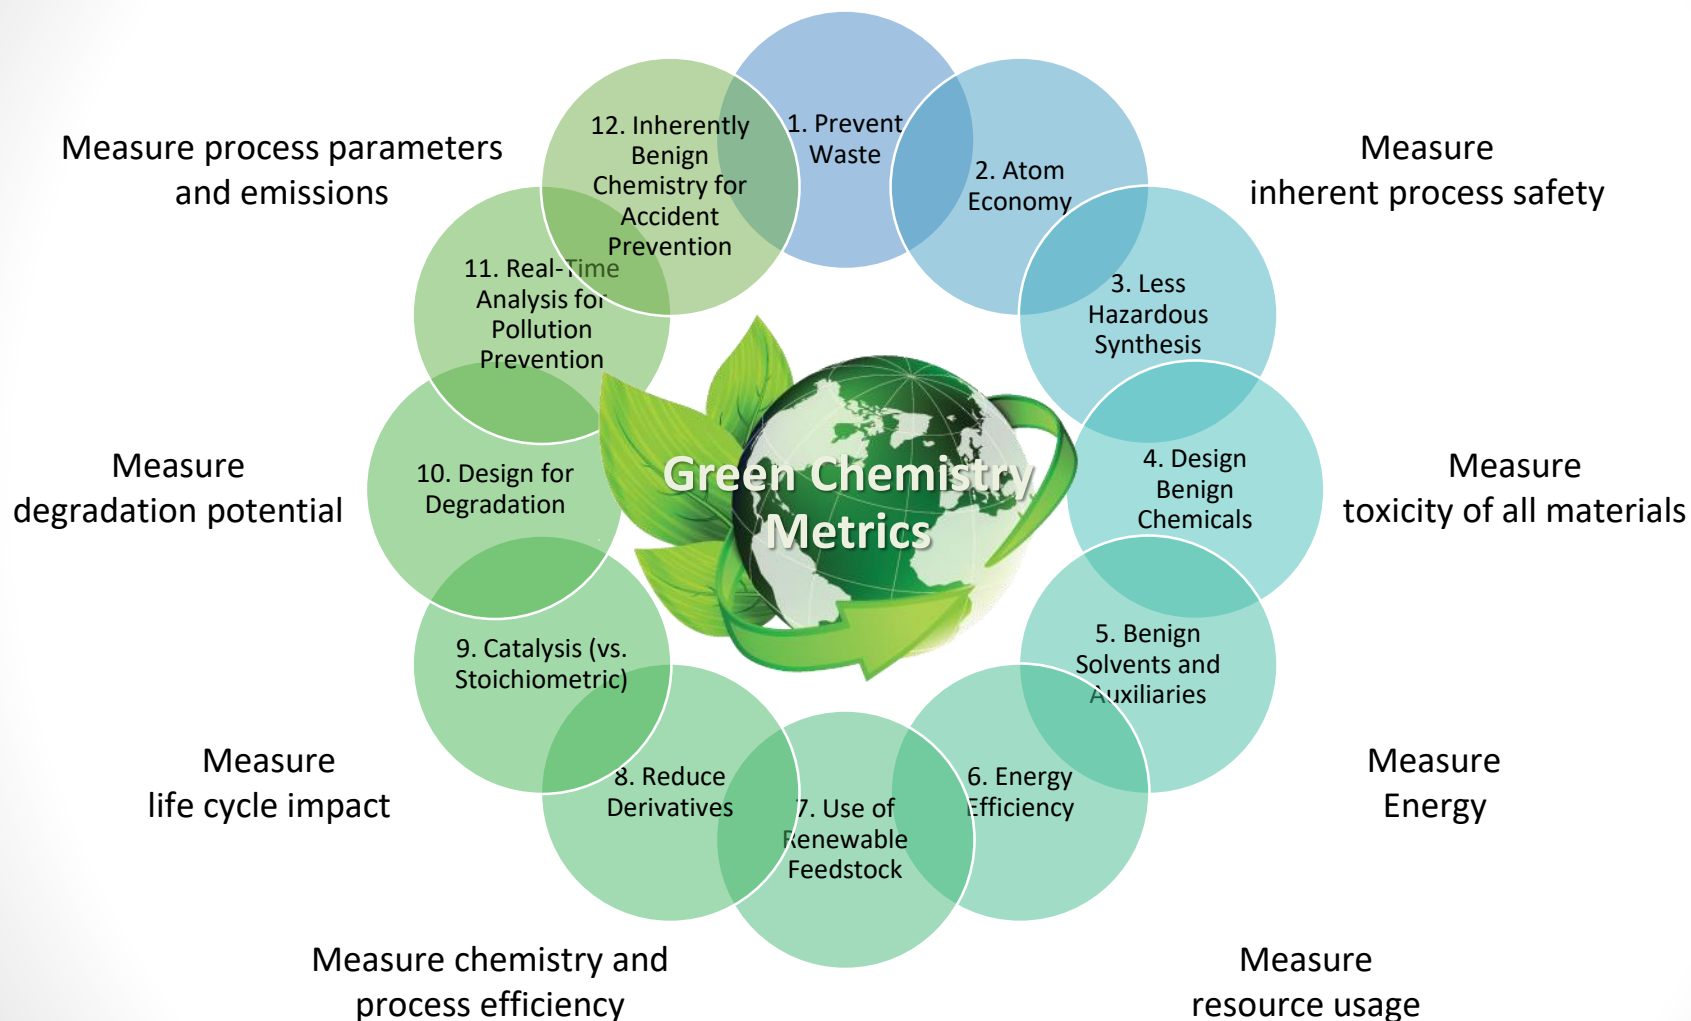 12. Inherently
Benign
Chemistry for
Accident
Prevention
1. Prevent
Waste
2. Atom
Economy
3. Less
Hazardous
Synthesis
4. Design
Benign
Chemicals
5. Benign
Solvents and
Auxiliaries
6. Energy
Efficiency
7. Use of
Renewable
Feedstock
8. Reduce
Derivatives
9. Catalysis (vs.
Stoichiometric)
10. Design for
Degradation
11. Real-Time
Analysis for
Pollution
Prevention
Green Chemistry
Metrics
Measure process parameters
and emissions
Measure
inherent process safety
Measure
degradation potential
Measure
toxicity of all materials
Measure
life cycle impact
Measure
Energy
Measure chemistry and
process efficiency
Measure
resource usage